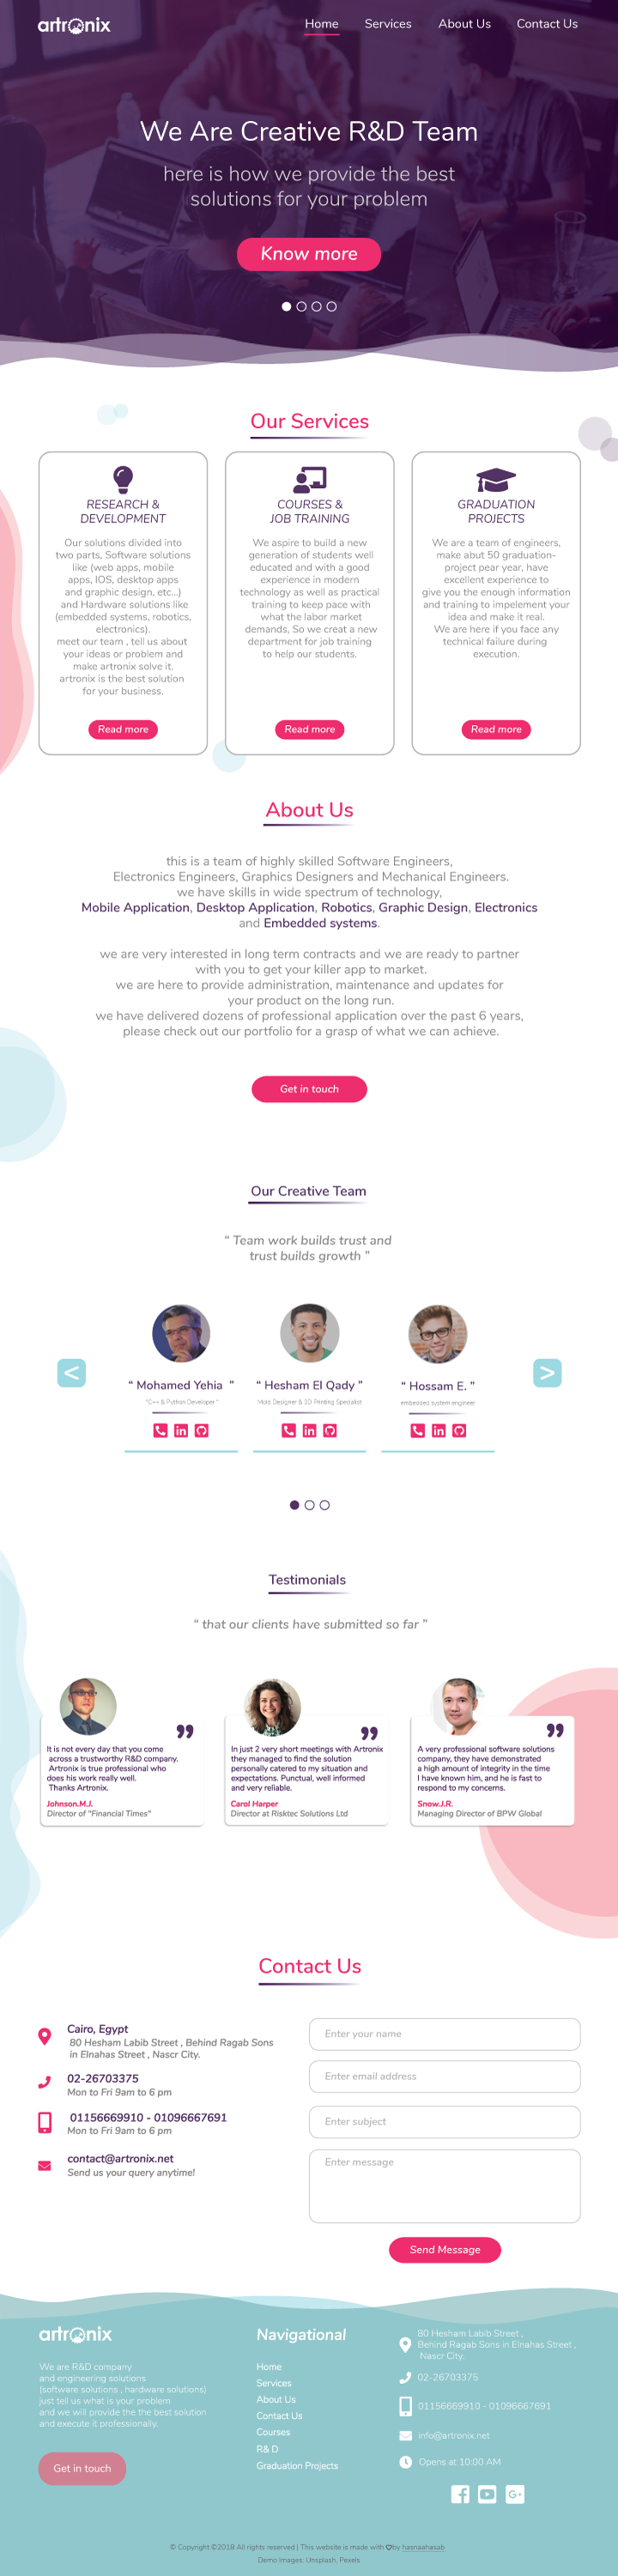 artronix
Home Services About Us Contact Us
We Are Creative R&D Team
here is how we provide the best
solutions for your problem
Know more
Our Services
RESEARCH &
DEVELOPMENT
Our solutions divided into
two parts, Software solutions
like (web apps, mobile
apps, IOS, desktop apps
and graphic design, etc...)
and Hardware solutions like
(embedded systems, robotics,
electronics).
meet our team , tell us about
your ideas or problem and
make artronix solve it.
artronix is the best solution
for your business.
Read more
COURSES &
JOB TRAINING
We aspire to build a new
generation of students well
educated and with a good
experience in modern
technology as well as practical
training to keep pace with
what the labor market
demands, So we creat a new
department for job training
to help our students.
Read more
GRADUATION
PROJECTS
We are a team of engineers,
make abut 50 graduation-
project pear year, have
excellent experience to
give you the enough information
and training to impelement your
idea and make it real.
We are here if you face any
technical failure during
execution.
Read more
About Us
this is a team of highly skilled Software Engineers,
Electronics Engineers, Graphics Designers and Mechanical Engineers.
we have skills in wide spectrum of technology,
Mobile Application, Desktop Application, Robotics, Graphic Design, Electronics
and Embedded systems.
we are very interested in long term contracts and we are ready to partner
with you to get your killer app to market.
we are here to provide administration, maintenance and updates for
your product on the long run.
we have delivered dozens of professional application over the past 6 years,
please check out our portfolio for a grasp of what we can achieve.
Get in touch
Our Creative Team
“ Team work builds trust and
trust builds growth ”
<
“ Mohamed Yehia ”
"C++ & Python Developer "
“ Hesham El Qady ”
Mold Designer & 3D Printing Specialist
“ Hossam E. ”
embedded system engineer
>
Testimonials
“ that our clients have submitted so far ”
”
It is not every day that you come
across a trustworthy R&D company.
Artronix is true professional who
does his work really well.
Thanks Artronix.
Johnson.M.J.
Director of "Financial Times"
”
In just 2 very short meetings with Artronix
they managed to find the solution
personally catered to my situation and
expectations. Punctual, well informed
and very reliable.
Carol Harper
Director at Risktec Solutions Ltd
”
A very professional software solutions
company, they have demonstrated
a high amount of integrity in the time
I have known him, and he is fast to
respond to my concerns.
Snow.J.R.
Managing Director of BPW Global
Contact Us
Cairo, Egypt
80 Hesham Labib Street , Behind Ragab Sons
in Elnahas Street , Nascr City.
02-26703375
Mon to Fri 9am to 6 pm
01156669910 - 01096667691
Mon to Fri 9am to 6 pm
contact@artronix.net
Send us your query anytime!
Enter your name
Enter email address
Enter subject
Enter message
Send Message
artronix
We are R&D company
and engineering solutions
(software solutions , hardware solutions)
just tell us what is your problem
and we will provide the the best solution
and execute it professionally.
Get in touch
Navigational
Home
Services
About Us
Contact Us
Courses
R& D
Graduation Projects
80 Hesham Labib Street ,
Behind Ragab Sons in Elnahas Street ,
Nascr City.
02-26703375
01156669910 - 01096667691
info@artronix.net
Opens at 10:00 AM
© Copyright ©2018 All rights reserved | This website is made with by hasnaahasab
Demo Images: Unsplash, Pexels